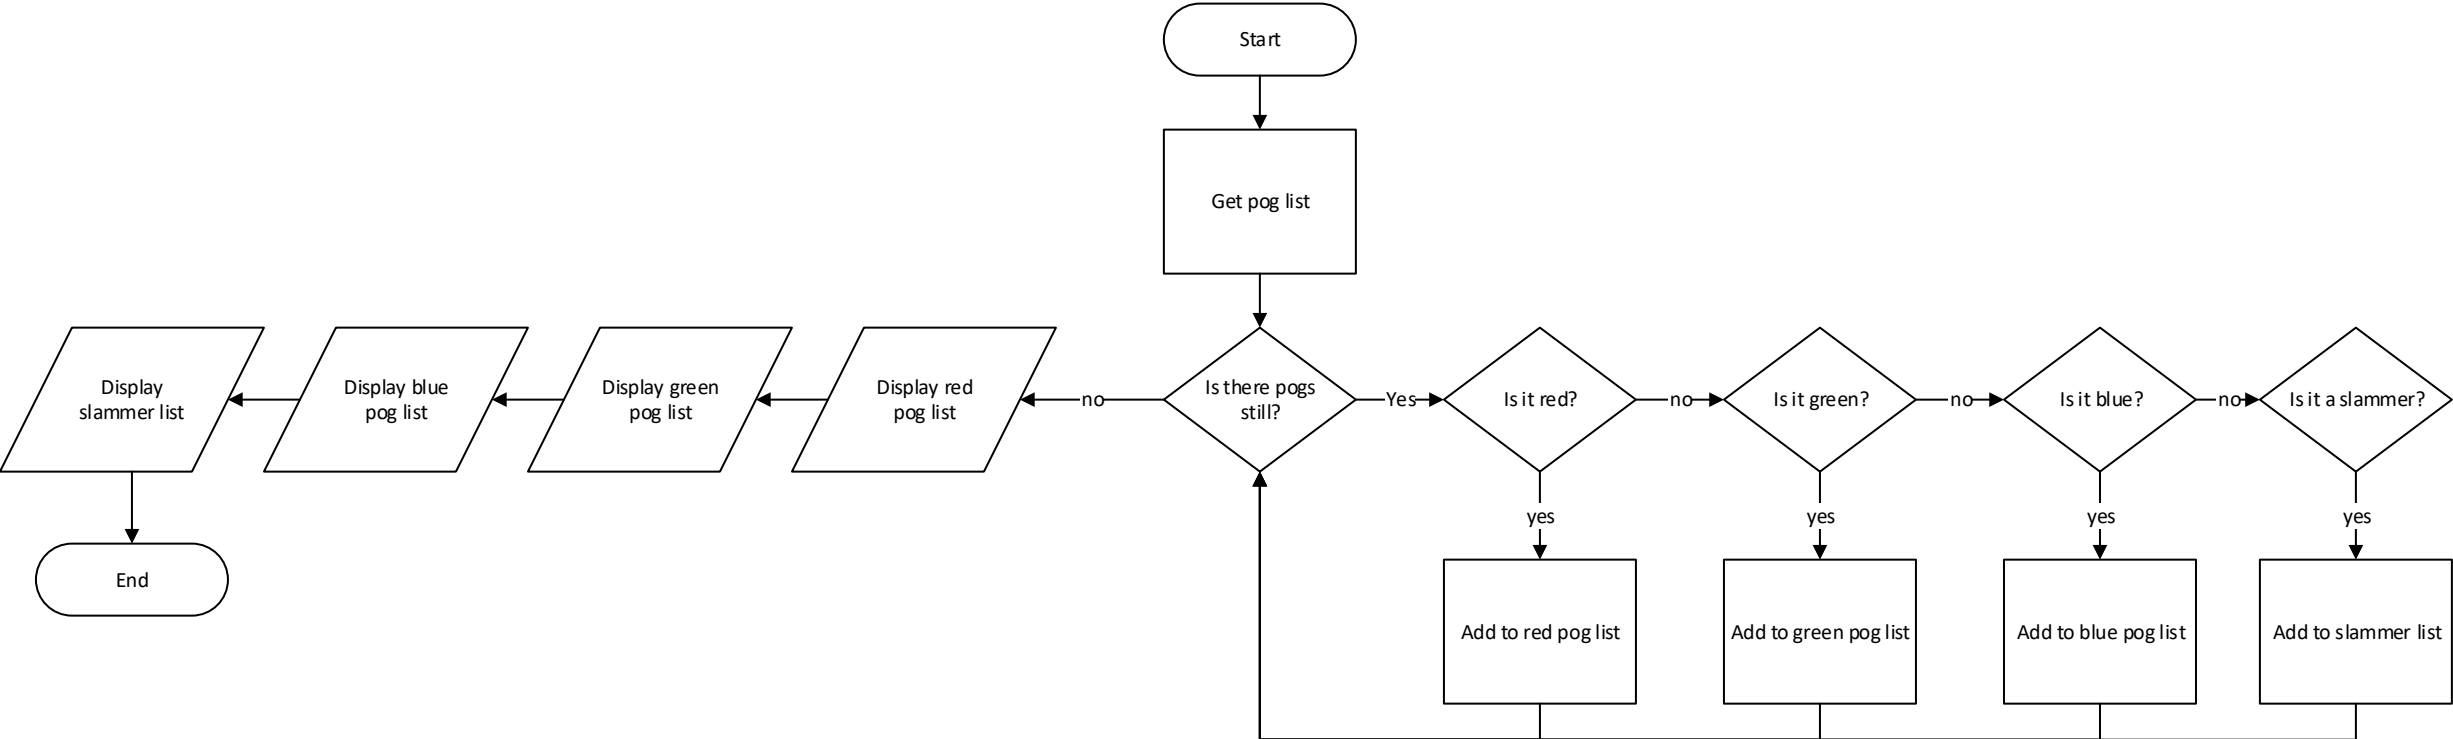 Start
Get pog list
Display
slammer list
Display blue
pog list
Display green
pog list
Display red
pog list
no
Is there pogs
still?
Yes
Is it red?
no
Is it green?
no
Is it blue?
no
Is it a slammer?
yes
yes
yes
yes
End
Add to red pog list
Add to green pog list
Add to blue pog list
Add to slammer list